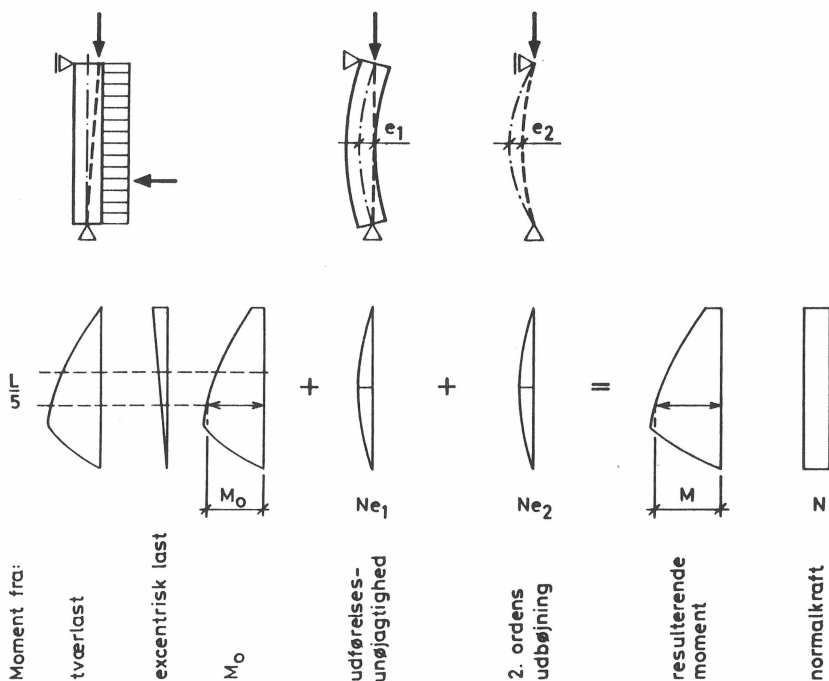 e₁
e₂
L/5
M₀
Ne₁
Ne₂
M
N
+
+
=
Moment fra:
tværlast
excentrisk last
M₀
udførelses-
unøjagtighed
2. ordens
udbøjning
resulterende
moment
normalkraft